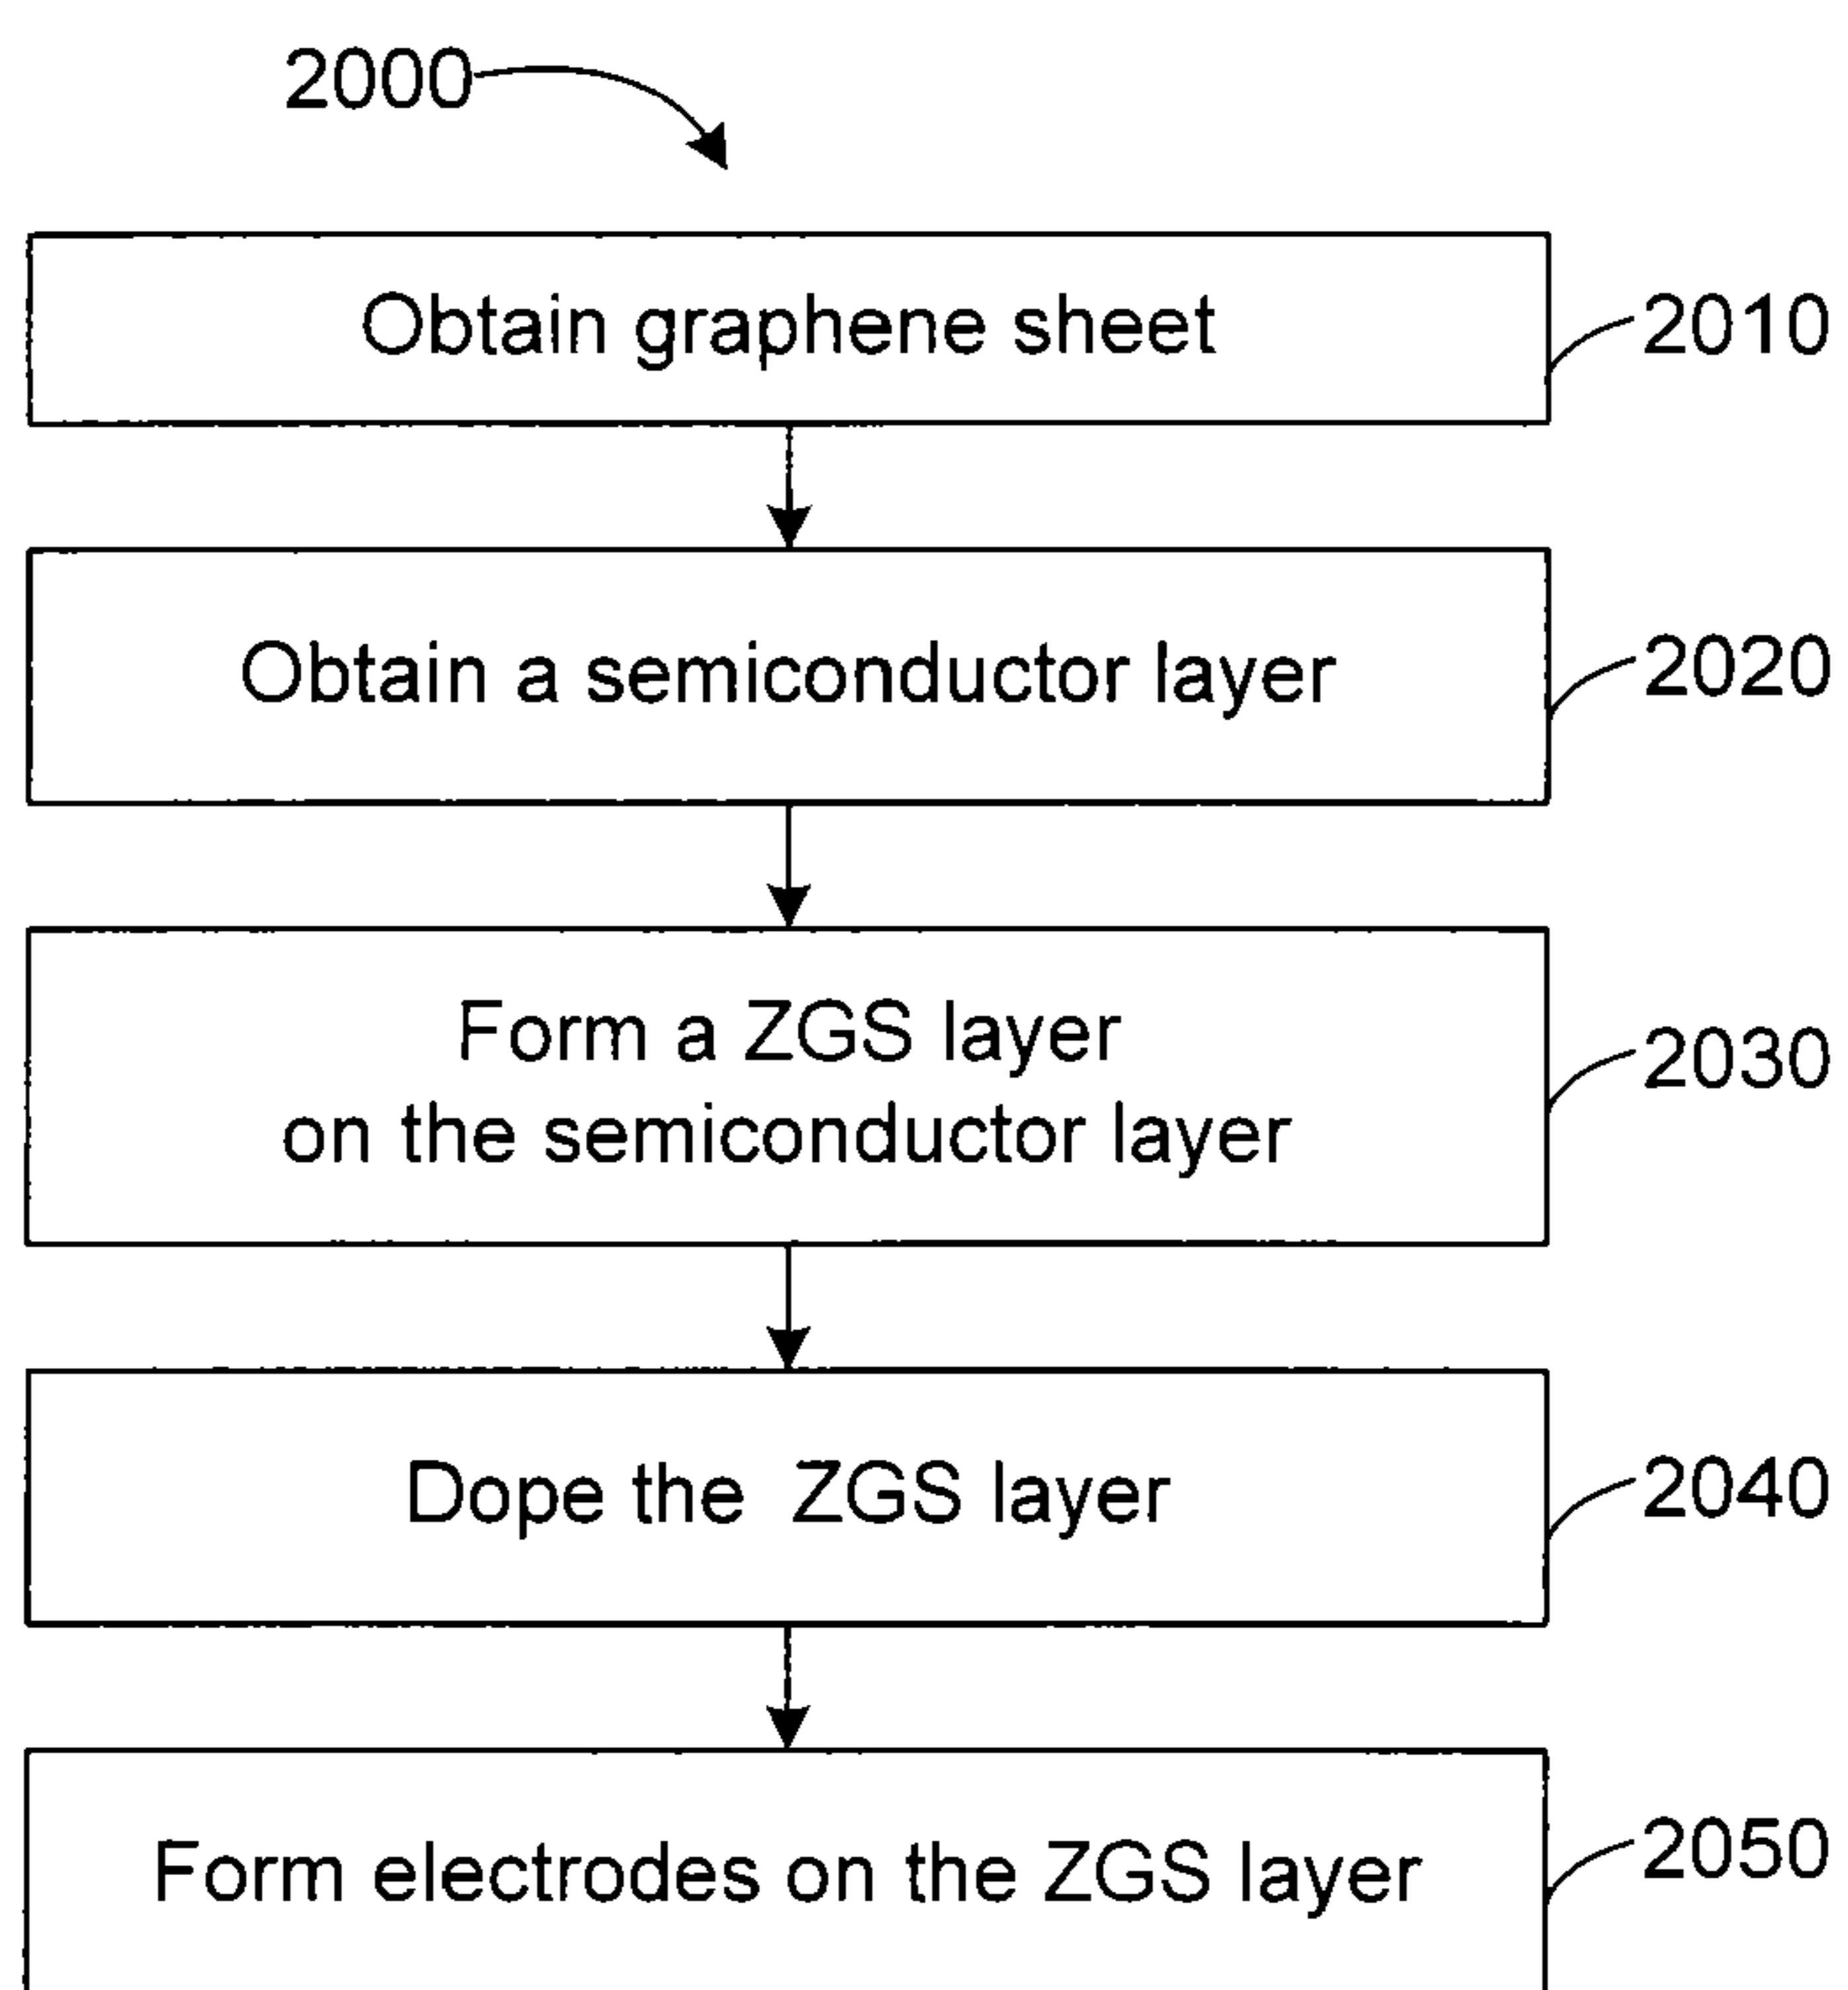 2000
Obtain graphene sheet
2010
Obtain a semiconductor layer
2020
Form a ZGS layer
on the semiconductor layer
2030
Dope the  ZGS layer
2040
Form electrodes on the ZGS layer
2050